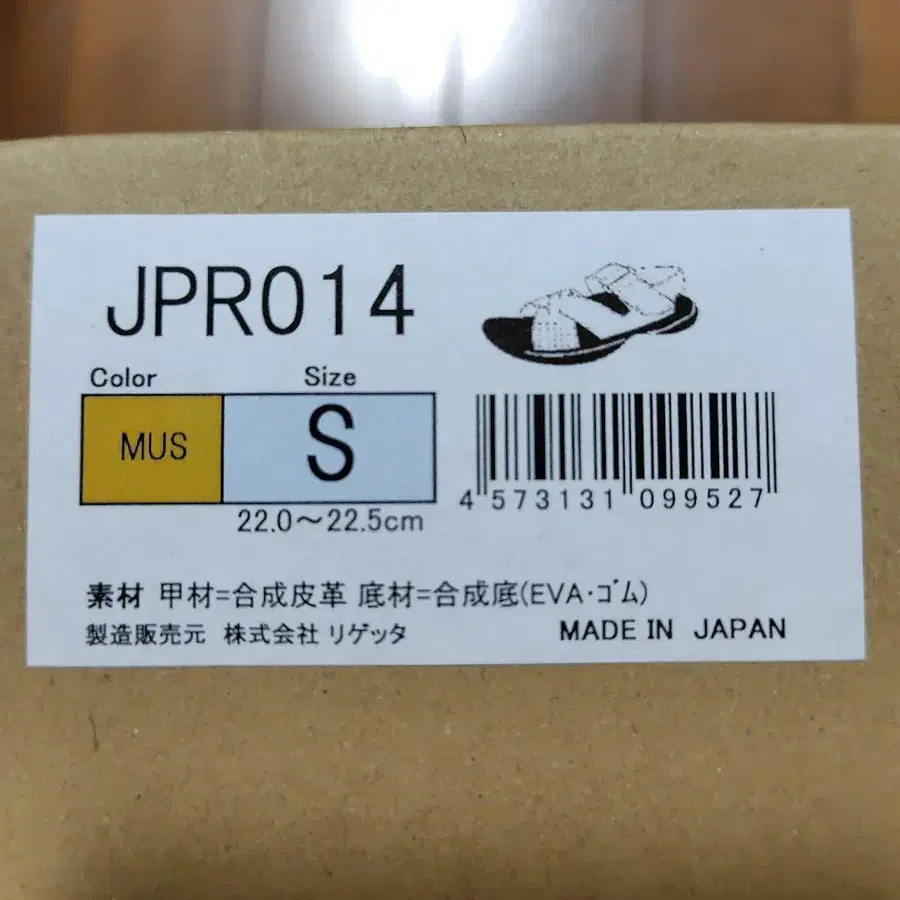 JPR014
Color Size
MUS S
22.0～22.5cm
4 573131 099527
素材 甲材=合成皮革 底材=合成底(EVA・ゴム)
製造販売元 株式会社 リゲッタ MADE IN JAPAN